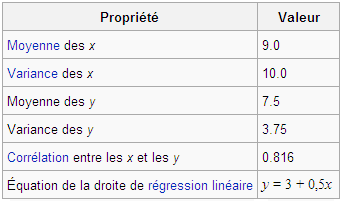 Propriété Valeur
Moyenne des x 9.0
Variance des x 10.0
Moyenne des y 7.5
Variance des y 3.75
Corrélation entre les x et les y 0.816
Équation de la droite de régression linéaire y = 3 + 0,5x